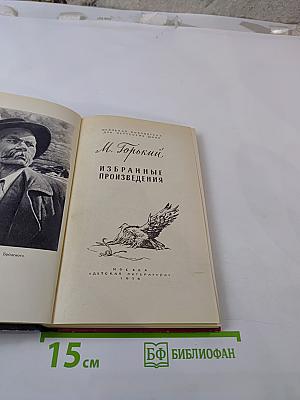 М. Горький
ИЗБРАННЫЕ
ПРОИЗВЕДЕНИЯ
МОСКВА
«ДЕТСКАЯ ЛИТЕРАТУРА»
15 см
БФ БИБЛИОФАН